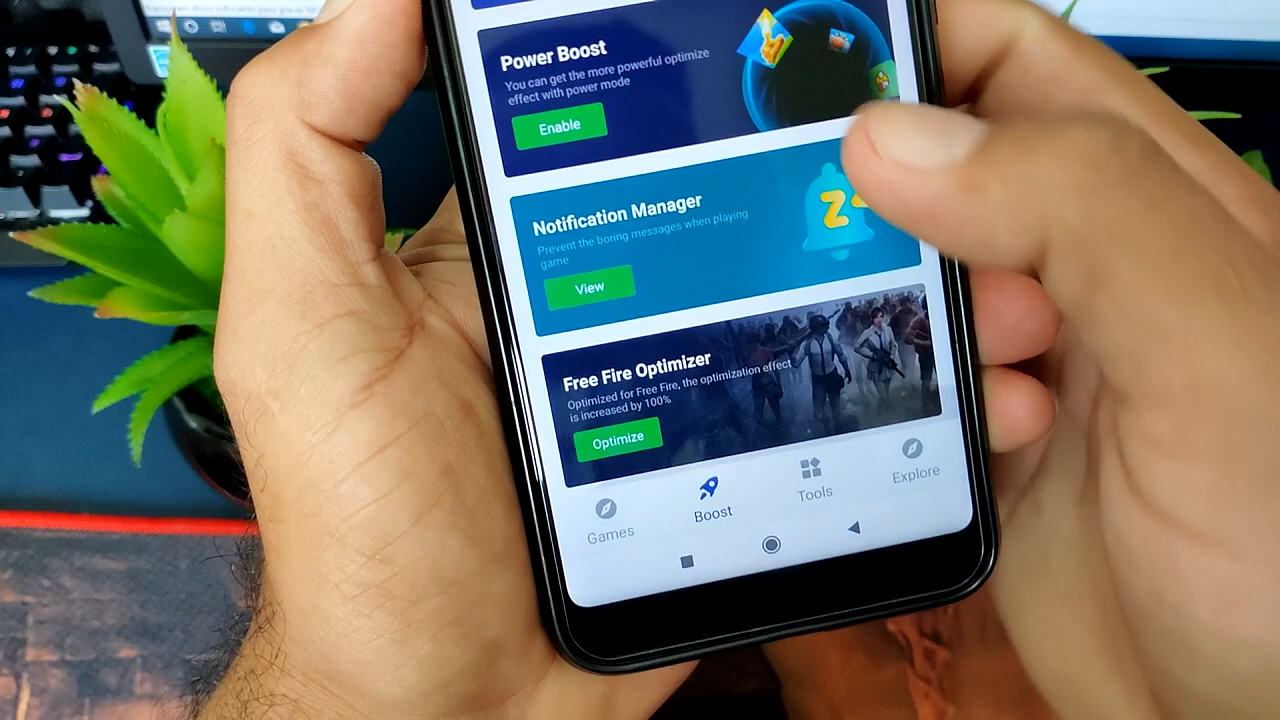 Power Boost
You can get the more powerful optimize
effect with power mode
Enable
Notification Manager
Prevent the boring messages when playing
game
View
Z
Free Fire Optimizer
Optimized for Free Fire, the optimization effect
is increased by 100%
Optimize
Games
Boost
Tools
Explore